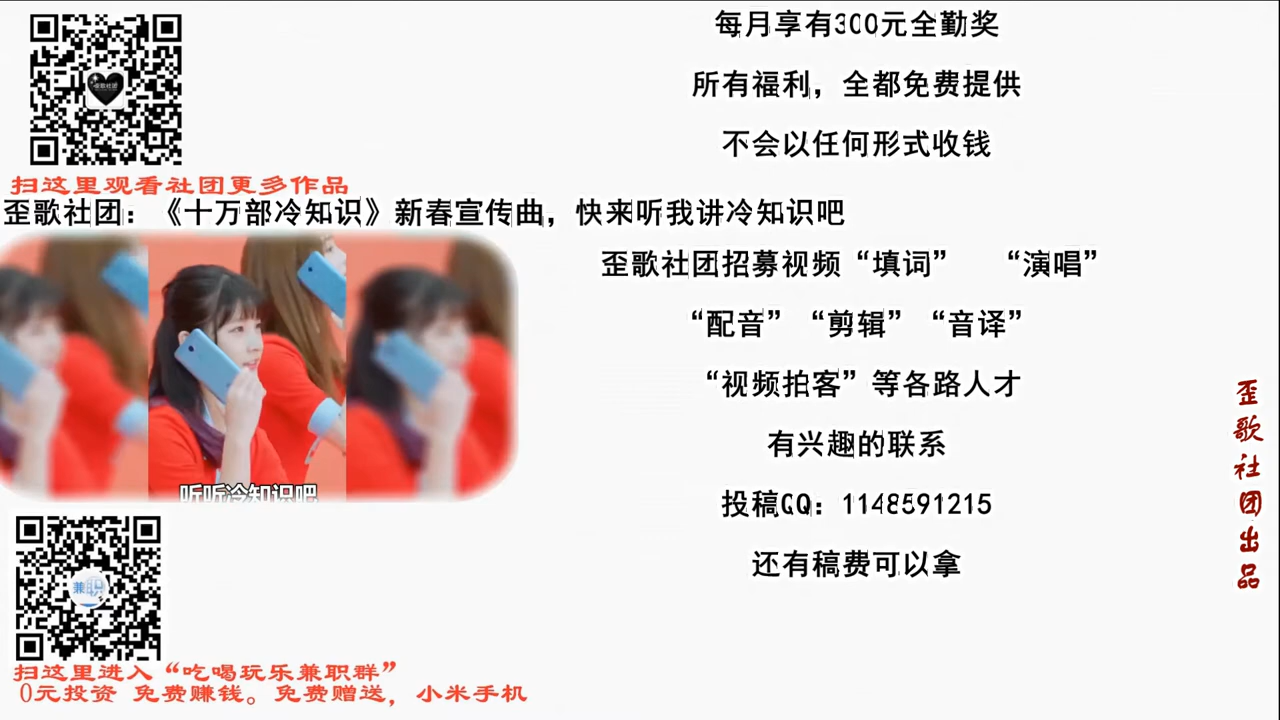 每月享有300元全勤奖
所有福利，全都免费提供
不会以任何形式收钱
扫这里观看社团更多作品
歪歌社团：《十万部冷知识》新春宣传曲，快来听我讲冷知识吧
歪歌社团招募视频“填词” “演唱”
“配音” “剪辑” “音译”
“视频拍客”等各路人才
有兴趣的联系
投稿QQ：1148591215
还有稿费可以拿
听听冷知识吧
兼职
扫这里进入“吃喝玩乐兼职群”
0元投资 免费赚钱。免费赠送，小米手机
歪歌社团出品